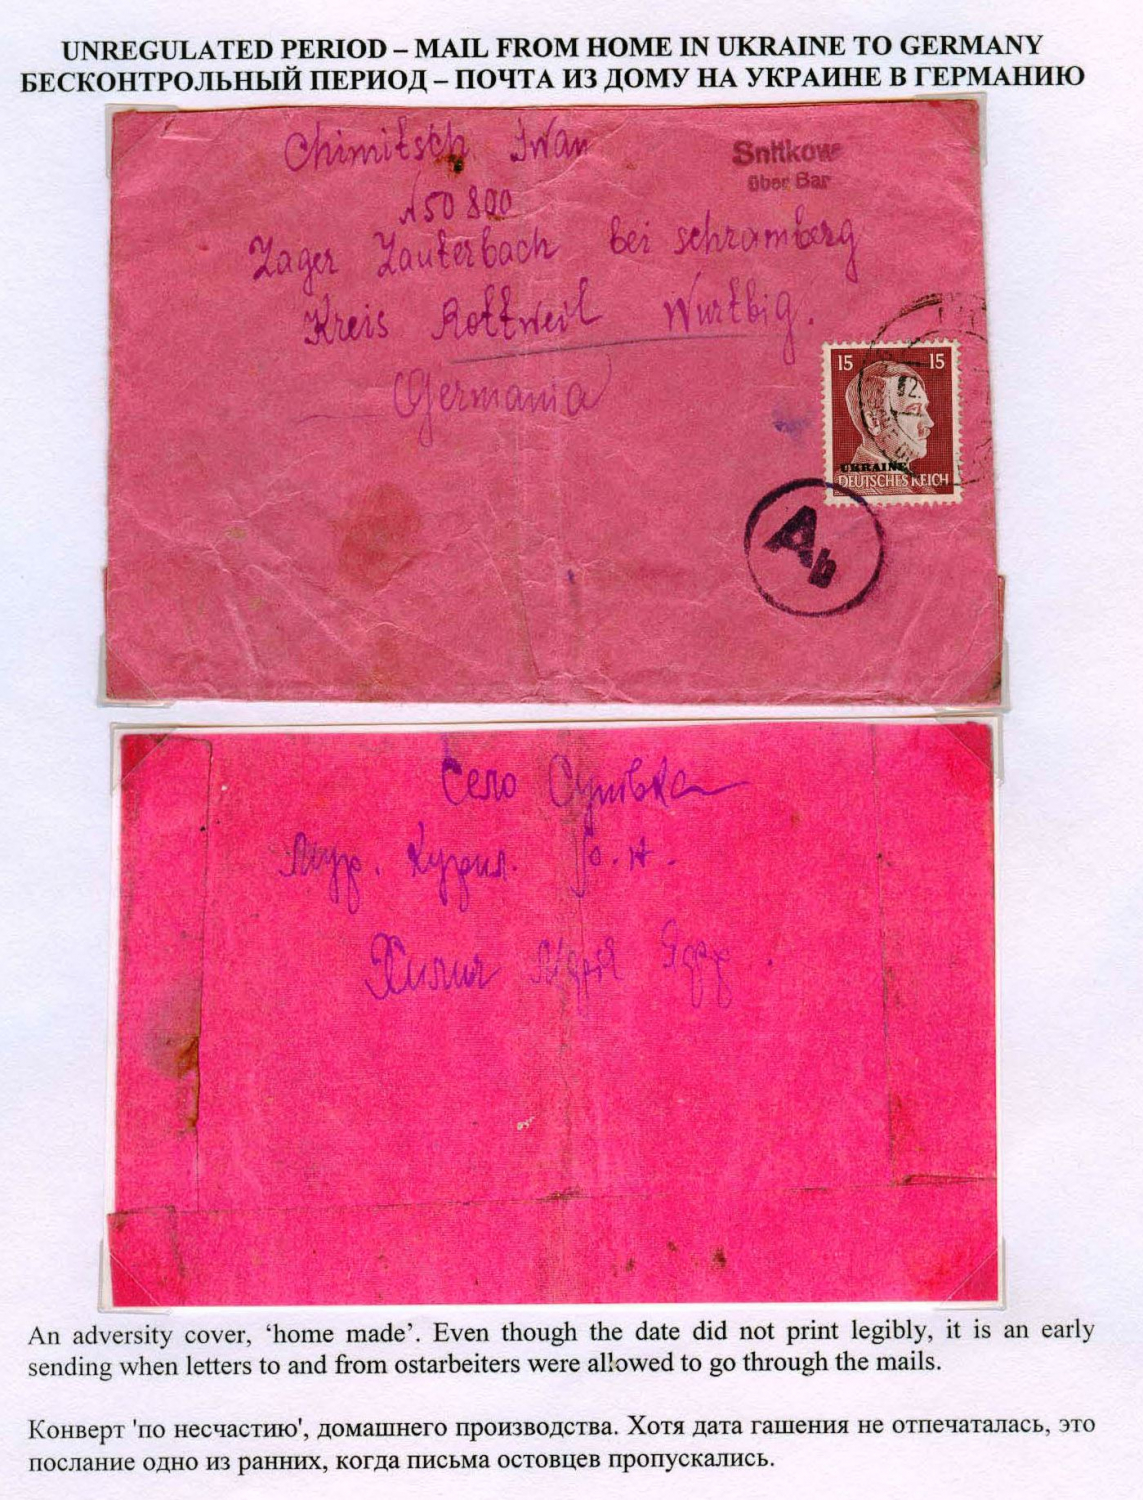 UNREGULATED PERIOD – MAIL FROM HOME IN UKRAINE TO GERMANY
БЕСКОНТРОЛЬНЫЙ ПЕРИОД – ПОЧТА ИЗ ДОМУ НА УКРАИНЕ В ГЕРМАНИЮ
Chimitsch Iwan
Snitkow
über Bar
№50800
Lager Lauterbach bei schramberg
Kreis Rottweil Wurtbig.
Germania
15 15
UKRAINE
DEUTSCHES REICH
Ab
Село
Мур. Курил.
An adversity cover, ‘home made’. Even though the date did not print legibly, it is an early
sending when letters to and from ostarbeiters were allowed to go through the mails.
Конверт 'по несчастию', домашнего производства. Хотя дата гашения не отпечаталась, это
послание одно из ранних, когда письма остовцев пропускались.